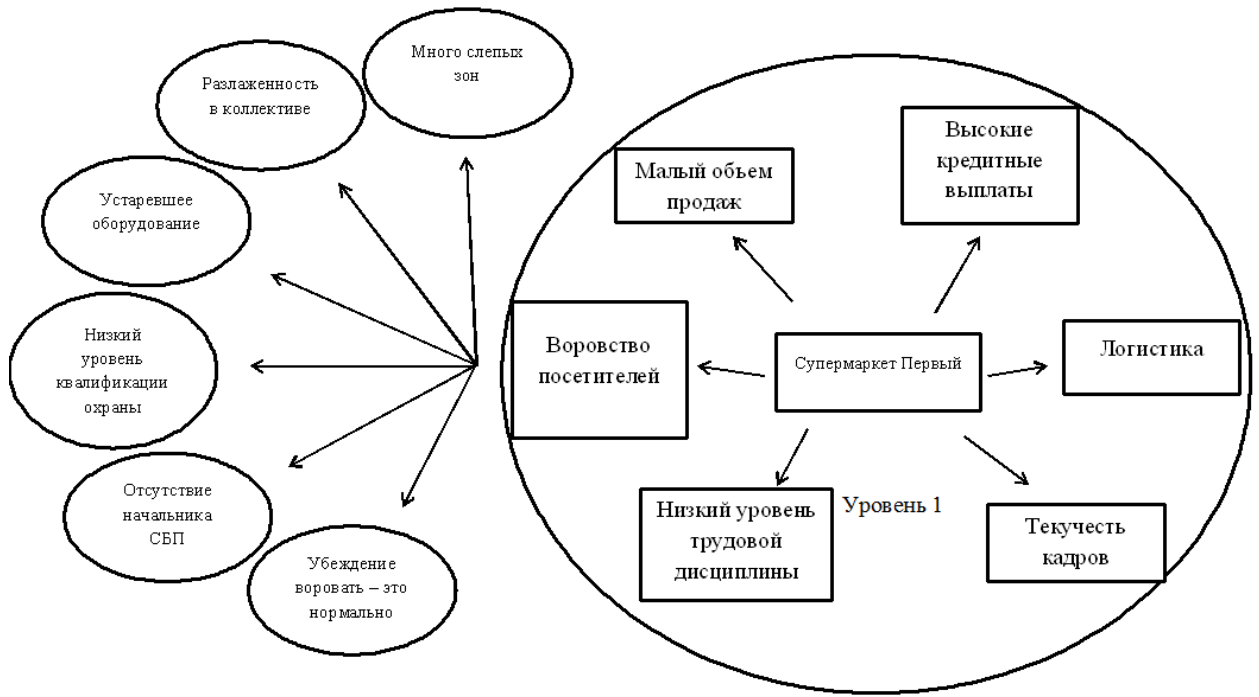 Много слепых
зон
Разлаженность
в коллективе
Устаревшее
оборудование
Низкий
уровень
квалификации
охраны
Отсутствие
начальника
СБП
Убеждение
воровать – это
нормально
Малый обьем
продаж
Высокие
кредитные
выплаты
Воровство
посетителей
Супермаркет Первый
Логистика
Низкий уровень
трудовой
дисциплины
Уровень 1
Текучесть
кадров